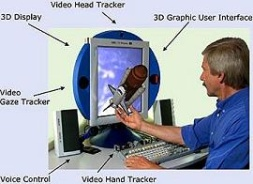 Video Head Tracker
3D Display
3D Graphic User Interface
Video
Gaze Tracker
Voice Control
Video Hand Tracker